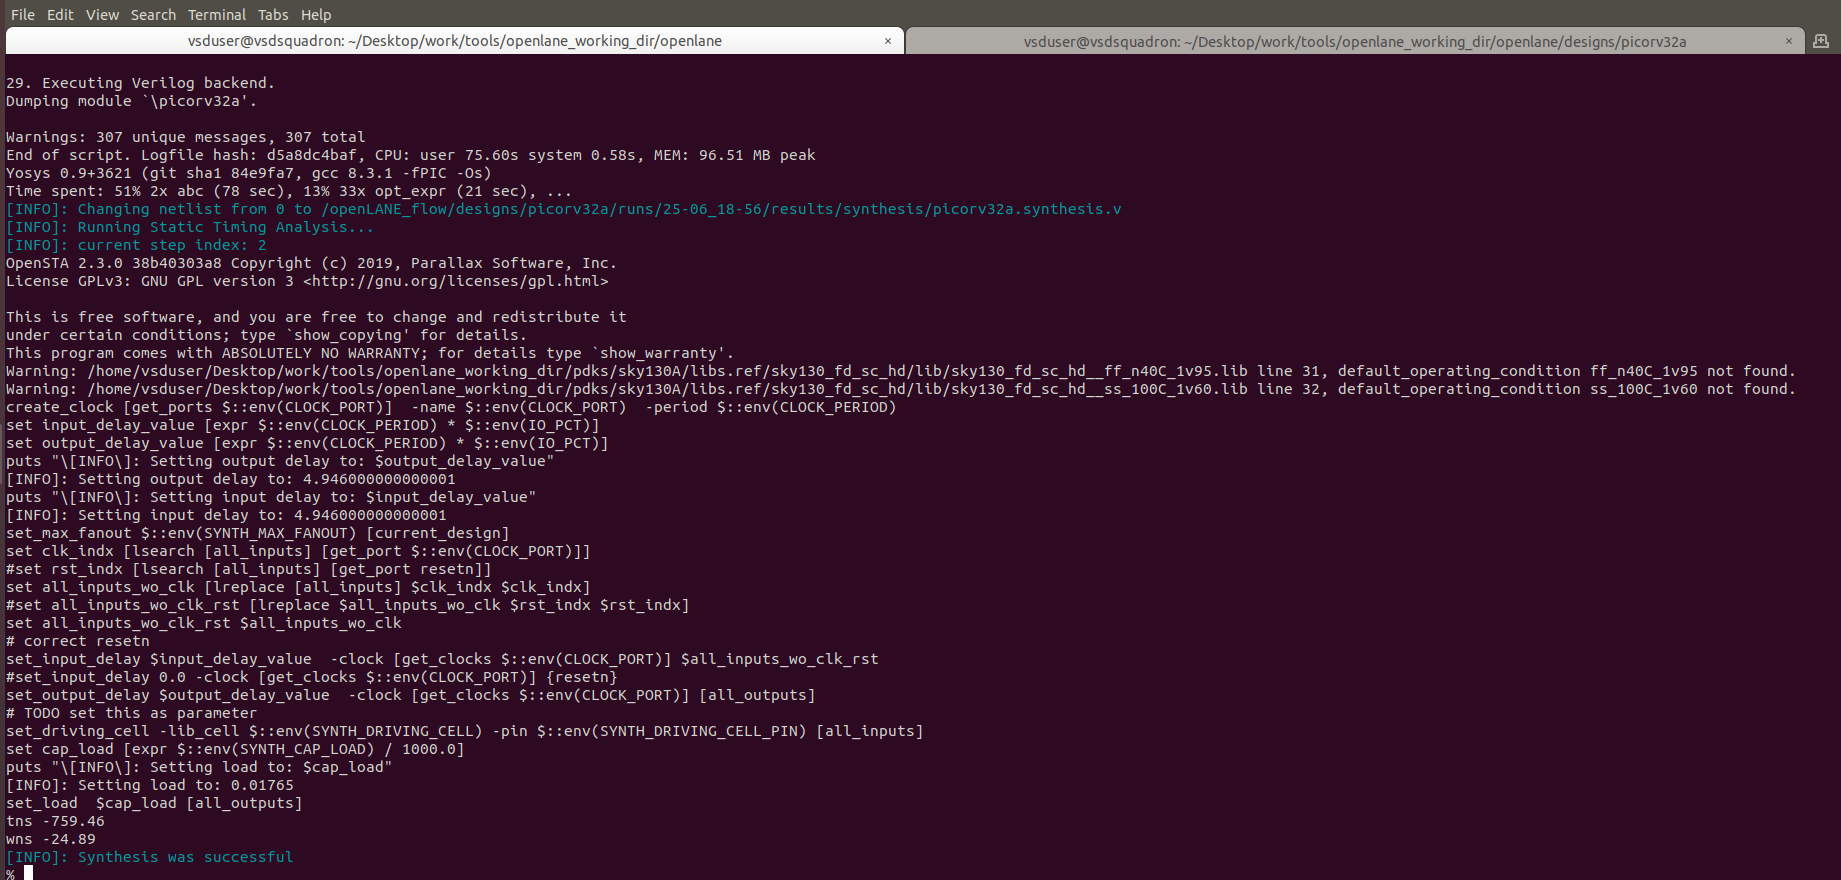 File Edit View Search Terminal Tabs Help
vsduser@vsdsquadron: ~/Desktop/work/tools/openlane_working_dir/openlane × vsduser@vsdsquadron: ~/Desktop/work/tools/openlane_working_dir/openlane/designs/picorv32a ×
29. Executing Verilog backend.
Dumping module `\picorv32a'.
Warnings: 307 unique messages, 307 total
End of script. Logfile hash: d5a8dc4baf, CPU: user 75.60s system 0.58s, MEM: 96.51 MB peak
Yosys 0.9+3621 (git sha1 84e9fa7, gcc 8.3.1 -fPIC -Os)
Time spent: 51% 2x abc (78 sec), 13% 33x opt_expr (21 sec), ...
[INFO]: Changing netlist from 0 to /openLANE_flow/designs/picorv32a/runs/25-06_18-56/results/synthesis/picorv32a.synthesis.v
[INFO]: Running Static Timing Analysis...
[INFO]: current step index: 2
OpenSTA 2.3.0 38b40303a8 Copyright (c) 2019, Parallax Software, Inc.
License GPLv3: GNU GPL version 3 <http://gnu.org/licenses/gpl.html>
This is free software, and you are free to change and redistribute it
under certain conditions; type `show_copying' for details.
This program comes with ABSOLUTELY NO WARRANTY; for details type `show_warranty'.
Warning: /home/vsduser/Desktop/work/tools/openlane_working_dir/pdks/sky130A/libs.ref/sky130_fd_sc_hd/lib/sky130_fd_sc_hd__ff_n40C_1v95.lib line 31, default_operating_condition ff_n40C_1v95 not found.
Warning: /home/vsduser/Desktop/work/tools/openlane_working_dir/pdks/sky130A/libs.ref/sky130_fd_sc_hd/lib/sky130_fd_sc_hd__ss_100C_1v60.lib line 32, default_operating_condition ss_100C_1v60 not found.
create_clock [get_ports $::env(CLOCK_PORT)]  -name $::env(CLOCK_PORT)  -period $::env(CLOCK_PERIOD)
set input_delay_value [expr $::env(CLOCK_PERIOD) * $::env(IO_PCT)]
set output_delay_value [expr $::env(CLOCK_PERIOD) * $::env(IO_PCT)]
puts "\[INFO\]: Setting output delay to: $output_delay_value"
[INFO]: Setting output delay to: 4.946000000000001
puts "\[INFO\]: Setting input delay to: $input_delay_value"
[INFO]: Setting input delay to: 4.946000000000001
set_max_fanout $::env(SYNTH_MAX_FANOUT) [current_design]
set clk_indx [lsearch [all_inputs] [get_port $::env(CLOCK_PORT)]]
#set rst_indx [lsearch [all_inputs] [get_port resetn]]
set all_inputs_wo_clk [lreplace [all_inputs] $clk_indx $clk_indx]
#set all_inputs_wo_clk_rst [lreplace $all_inputs_wo_clk $rst_indx $rst_indx]
set all_inputs_wo_clk_rst $all_inputs_wo_clk
# correct resetn
set_input_delay $input_delay_value  -clock [get_clocks $::env(CLOCK_PORT)] $all_inputs_wo_clk_rst
#set_input_delay 0.0 -clock [get_clocks $::env(CLOCK_PORT)] {resetn}
set_output_delay $output_delay_value  -clock [get_clocks $::env(CLOCK_PORT)] [all_outputs]
# TODO set this as parameter
set_driving_cell -lib_cell $::env(SYNTH_DRIVING_CELL) -pin $::env(SYNTH_DRIVING_CELL_PIN) [all_inputs]
set cap_load [expr $::env(SYNTH_CAP_LOAD) / 1000.0]
puts "\[INFO\]: Setting load to: $cap_load"
[INFO]: Setting load to: 0.01765
set_load  $cap_load [all_outputs]
tns -759.46
wns -24.89
[INFO]: Synthesis was successful
%